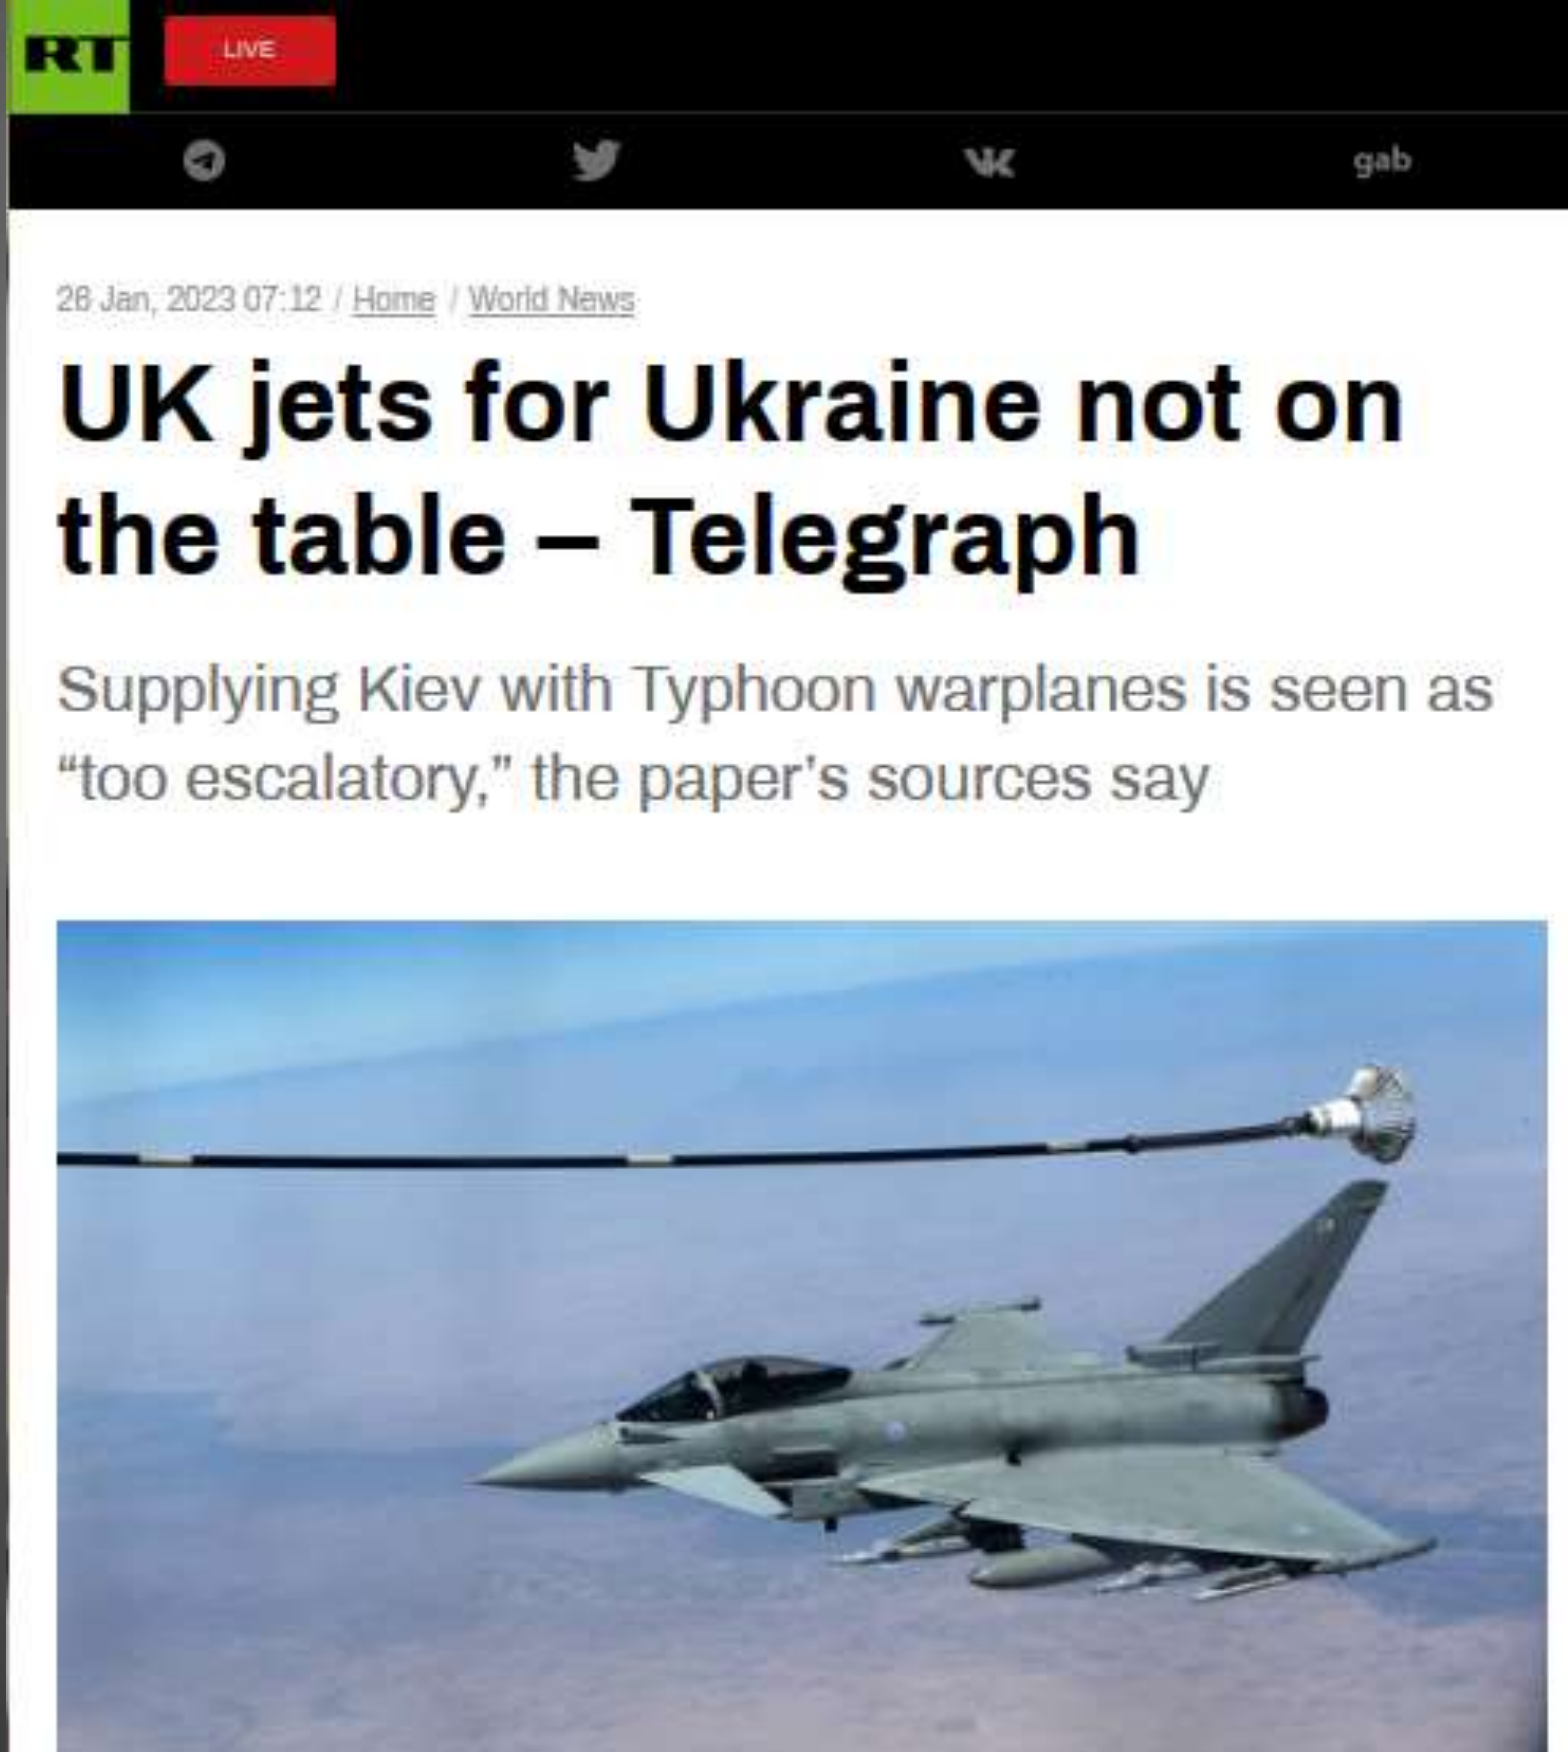 RT
LIVE
gab
26 Jan, 2023 07:12 / Home / World News
UK jets for Ukraine not on
the table – Telegraph
Supplying Kiev with Typhoon warplanes is seen as
“too escalatory,” the paper’s sources say